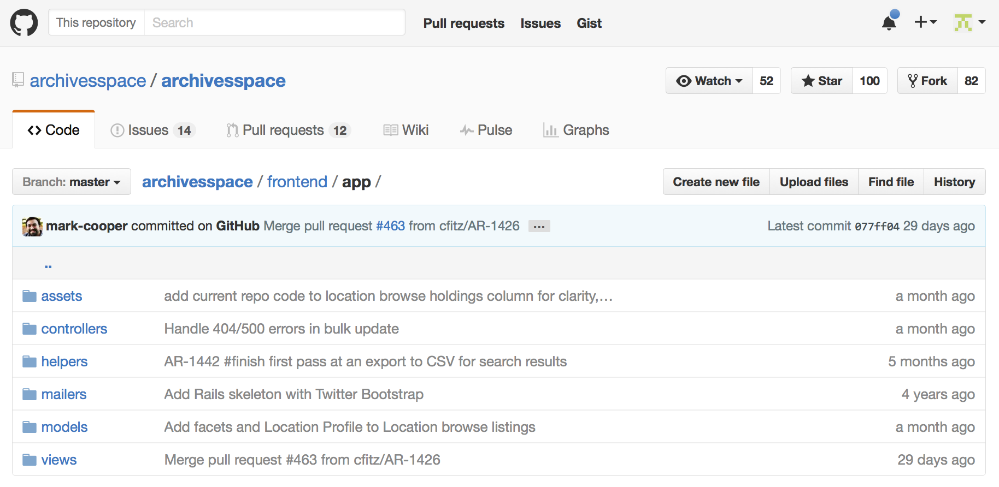 This repository Search Pull requests Issues Gist
archivesspace / archivesspace Watch 52 Star 100 Fork 82
Code Issues 14 Pull requests 12 Wiki Pulse Graphs
Branch: master archivesspace / frontend / app / Create new file Upload files Find file History
mark-cooper committed on GitHub Merge pull request #463 from cfitz/AR-1426 … Latest commit 077ff04 29 days ago
..
assets add current repo code to location browse holdings column for clarity,… a month ago
controllers Handle 404/500 errors in bulk update a month ago
helpers AR-1442 #finish first pass at an export to CSV for search results 5 months ago
mailers Add Rails skeleton with Twitter Bootstrap 4 years ago
models Add facets and Location Profile to Location browse listings a month ago
views Merge pull request #463 from cfitz/AR-1426 29 days ago